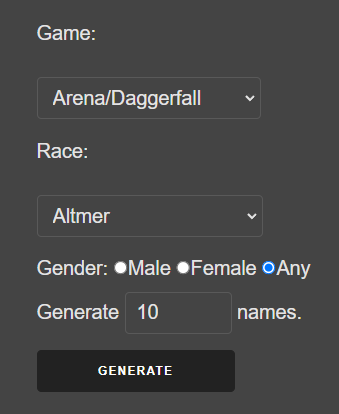 Game:
Arena/Daggerfall
Race:
Altmer
Gender: Male Female Any
Generate 10 names.
GENERATE